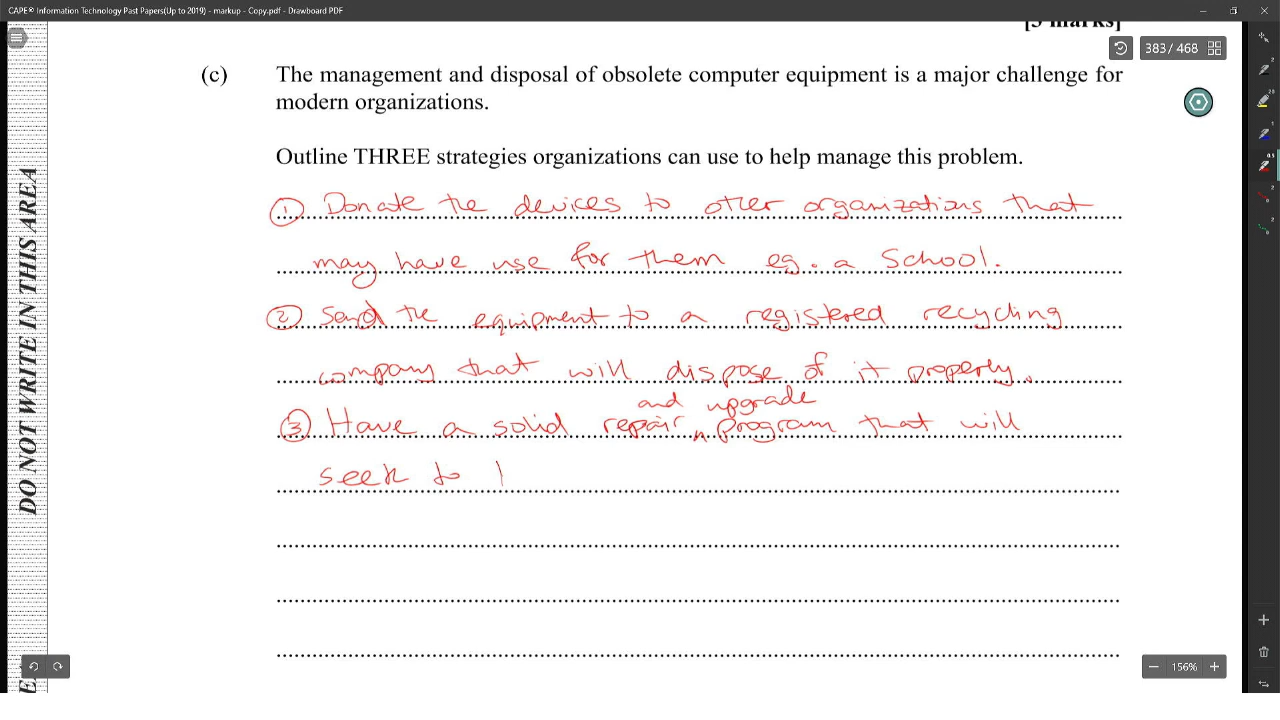 CAPE® Information Technology Past Papers(Up to 2019) - markup - Copy.pdf - Drawboard PDF
[5 marks]
383 / 468
(c) The management and disposal of obsolete computer equipment is a major challenge for
modern organizations.
Outline THREE strategies organizations can use to help manage this problem.
① Donate the devices to other organizations that
may have use for them eg. a School.
② Send the equipment to a registered recycling
company that will dispose of it properly.
and upgrade
③ Have a solid repair ^ program that will
seek to
DO NOT WRITE IN THIS AREA
156%